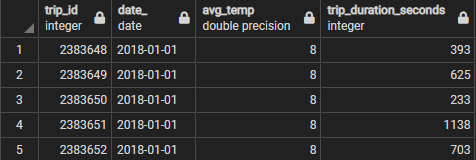 trip_id date_ avg_temp trip_duration_seconds
integer date double precision integer
1 2383648 2018-01-01 8 393
2 2383649 2018-01-01 8 625
3 2383650 2018-01-01 8 233
4 2383651 2018-01-01 8 1138
5 2383652 2018-01-01 8 703